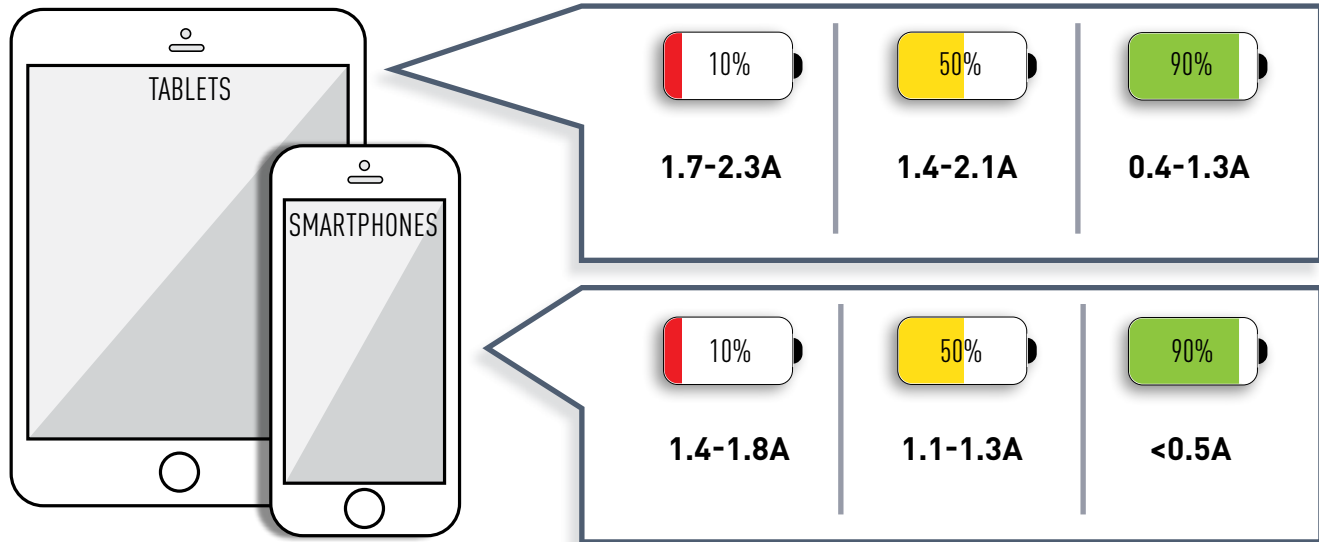 TABLETS
10% 50% 90%
1.7-2.3A 1.4-2.1A 0.4-1.3A
SMARTPHONES
10% 50% 90%
1.4-1.8A 1.1-1.3A <0.5A